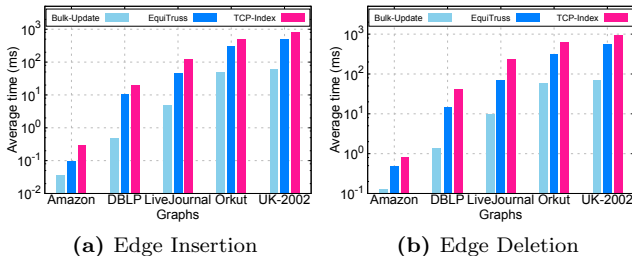 Bulk-Update EquiTruss TCP-Index
Average time (ms)
10^3
10^2
10^1
10^0
10^-1
10^-2
Amazon DBLP LiveJournal Orkut UK-2002
Graphs
(a) Edge Insertion
Bulk-Update EquiTruss TCP-Index
Average time (ms)
10^3
10^2
10^1
10^0
10^-1
Amazon DBLP LiveJournal Orkut UK-2002
Graphs
(b) Edge Deletion